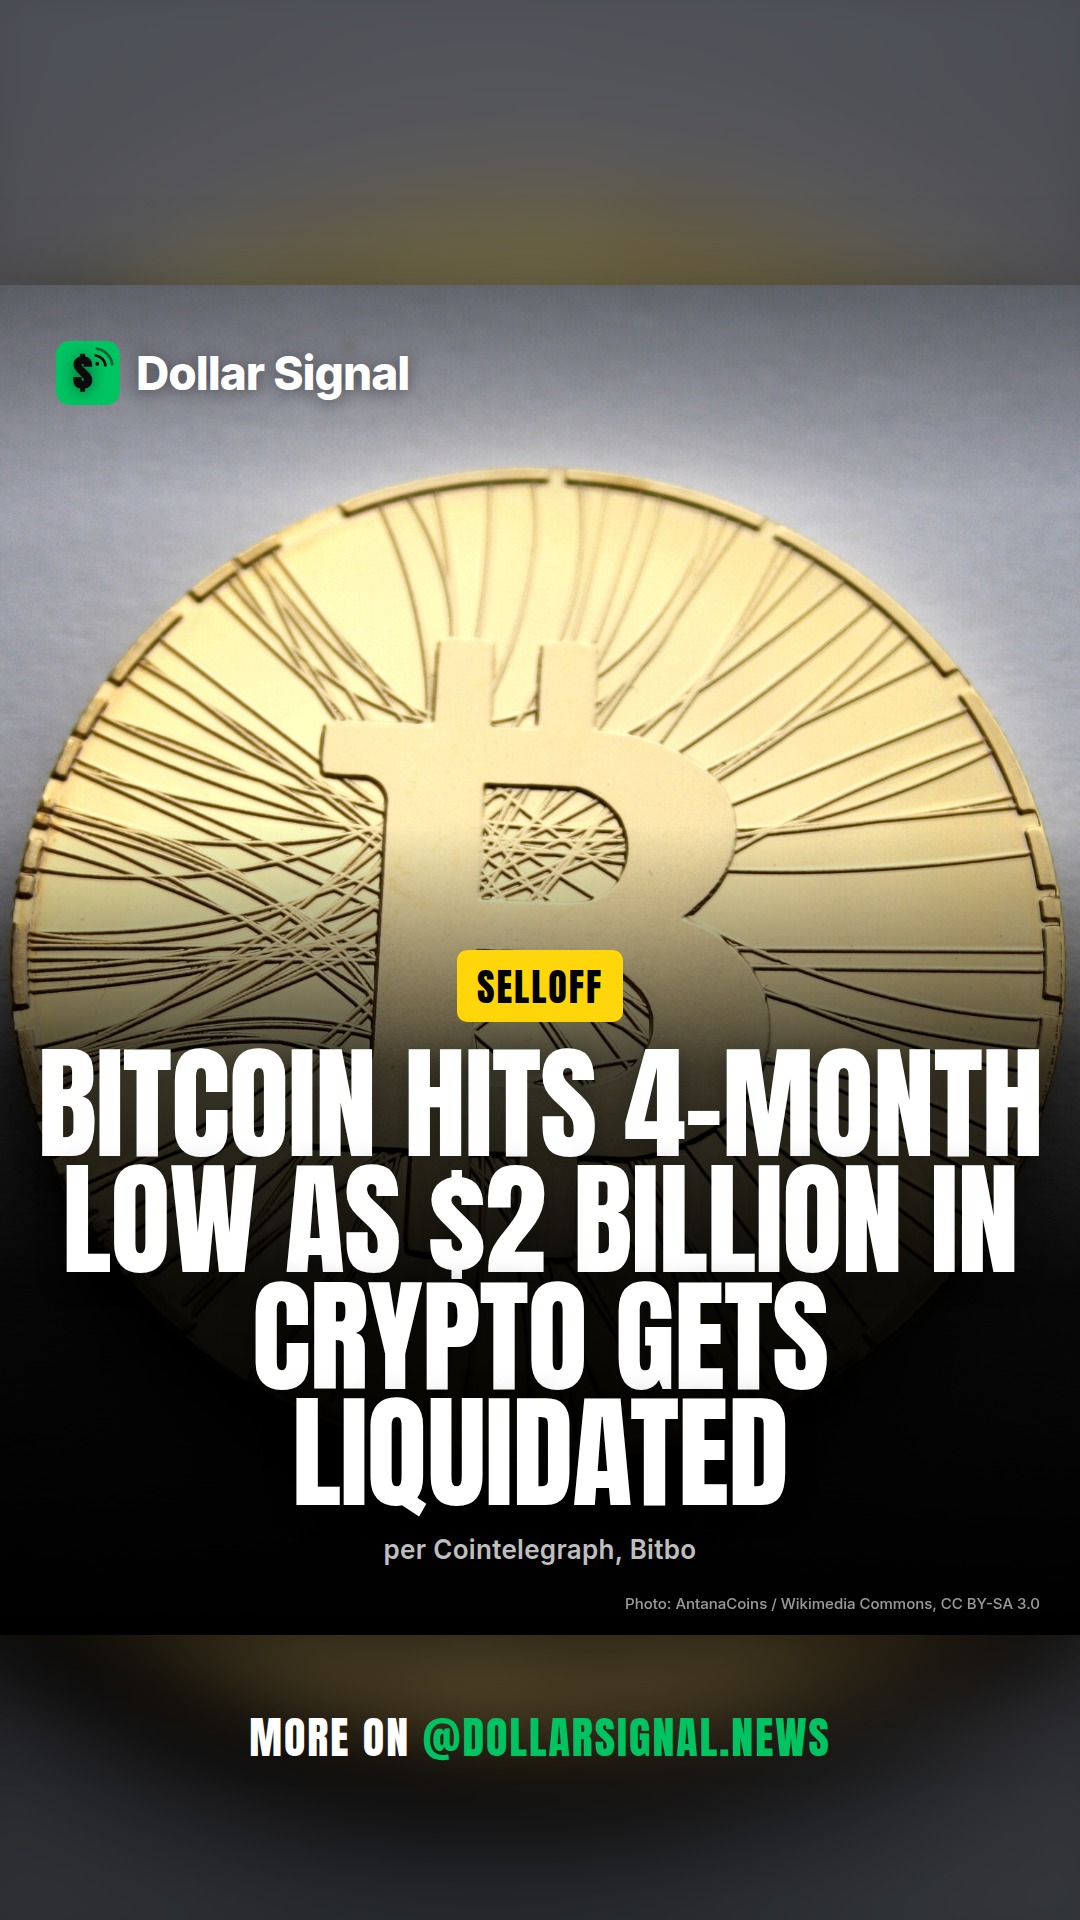 $
Dollar Signal
SELLOFF
BITCOIN HITS 4-MONTH
LOW AS $2 BILLION IN
CRYPTO GETS
LIQUIDATED
per Cointelegraph, Bitbo
Photo: AntanaCoins / Wikimedia Commons, CC BY-SA 3.0
MORE ON @DOLLARSIGNAL.NEWS